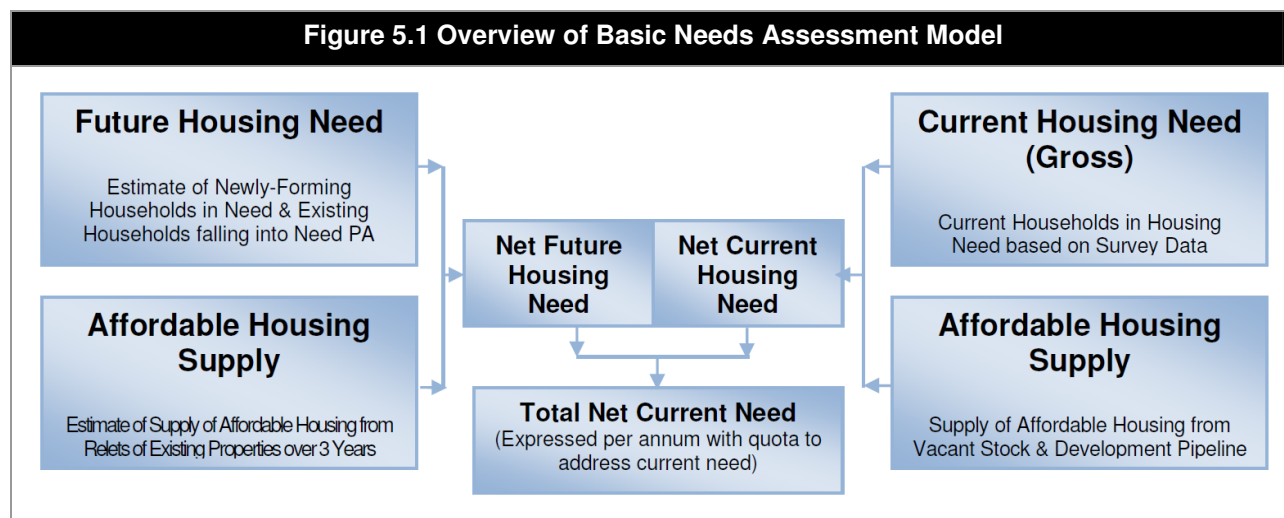 Figure 5.1 Overview of Basic Needs Assessment Model
Future Housing Need
Estimate of Newly-Forming
Households in Need & Existing
Households falling into Need PA
Affordable Housing
Supply
Estimate of Supply of Affordable Housing from
Relets of Existing Properties over 3 Years
Net Future
Housing
Need
Net Current
Housing
Need
Total Net Current Need
(Expressed per annum with quota to
address current need)
Current Housing Need
(Gross)
Current Households in Housing
Need based on Survey Data
Affordable Housing
Supply
Supply of Affordable Housing from
Vacant Stock & Development Pipeline